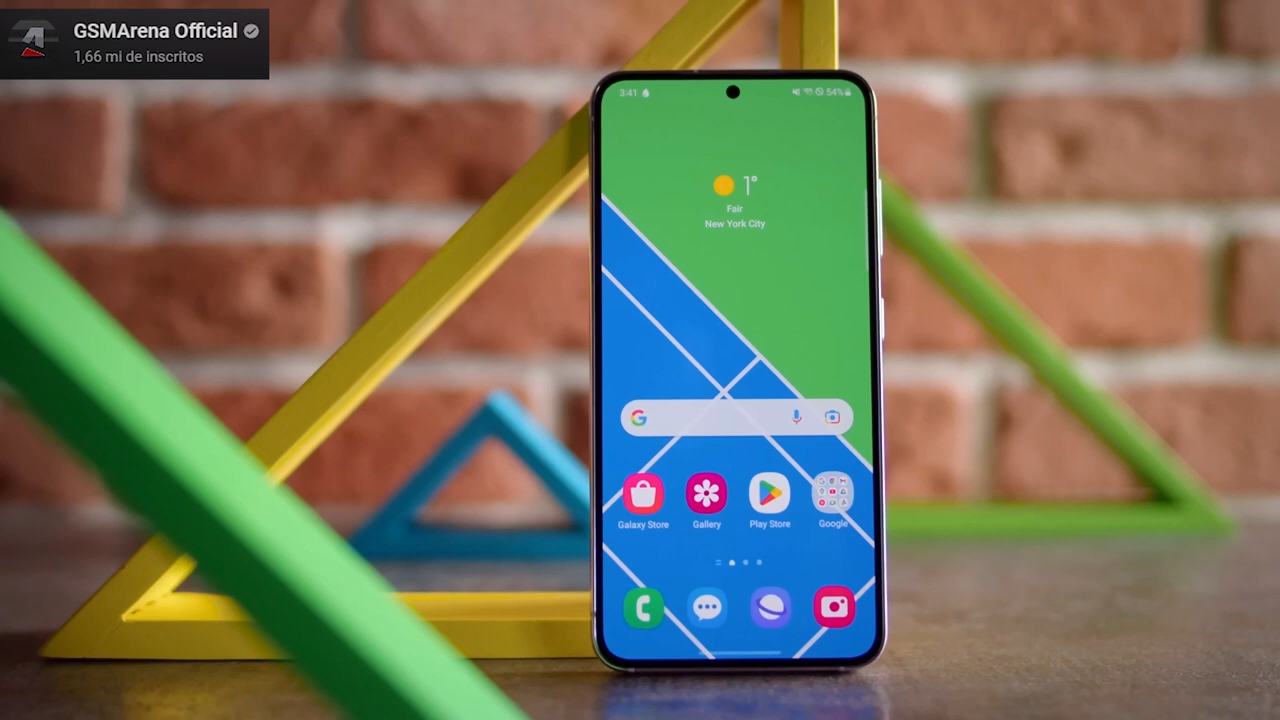 GSMArena Official
1,66 mi de inscritos
3:41
54%
1°
Fair
New York City
Galaxy Store
Gallery
Play Store
Google